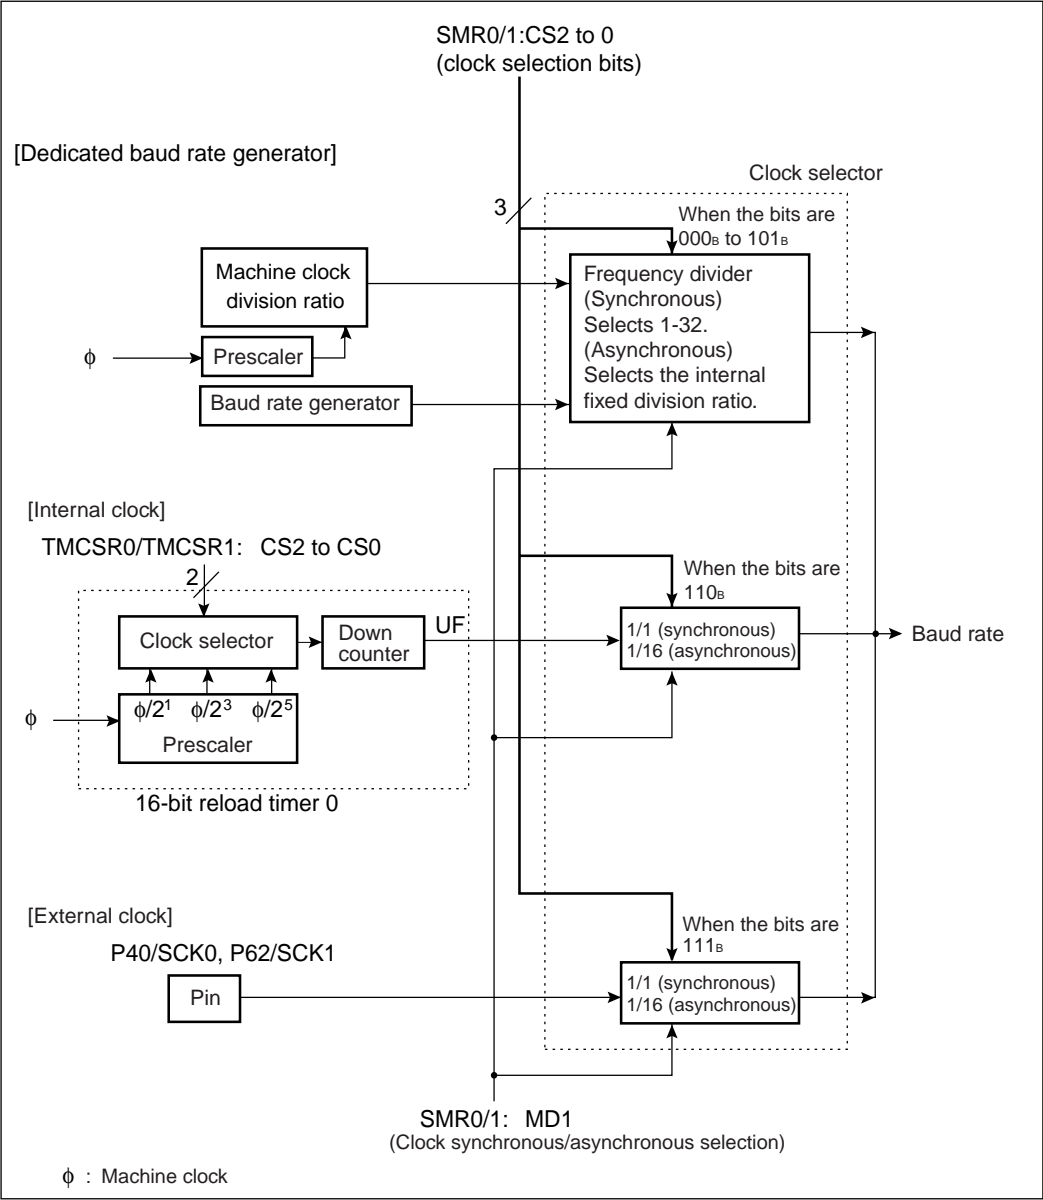 SMR0/1:CS2 to 0
(clock selection bits)
[Dedicated baud rate generator]
Clock selector
3
When the bits are
000B to 101B
Machine clock
division ratio
Frequency divider
(Synchronous)
Selects 1-32.
(Asynchronous)
Selects the internal
fixed division ratio.
ϕ
Prescaler
Baud rate generator
[Internal clock]
TMCSR0/TMCSR1: CS2 to CS0
2
When the bits are
110B
Clock selector
Down
counter
UF
1/1 (synchronous)
1/16 (asynchronous)
Baud rate
ϕ
ϕ/2¹ ϕ/2³ ϕ/2⁵
Prescaler
16-bit reload timer 0
[External clock]
P40/SCK0, P62/SCK1
When the bits are
111B
Pin
1/1 (synchronous)
1/16 (asynchronous)
SMR0/1: MD1
(Clock synchronous/asynchronous selection)
ϕ : Machine clock